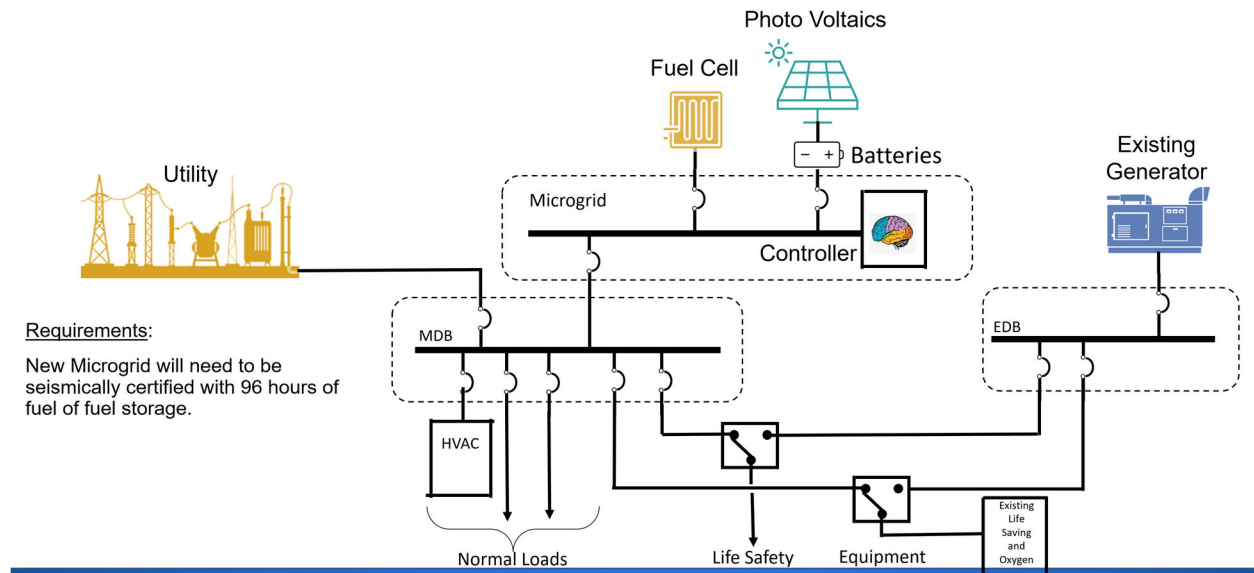 Photo Voltaics
Fuel Cell
− + Batteries
Existing
Generator
Utility
Microgrid
Controller
Requirements:
New Microgrid will need to be
seismically certified with 96 hours of
fuel of fuel storage.
MDB
EDB
HVAC
Existing
Life
Saving
and
Oxygen
Normal Loads
Life Safety
Equipment